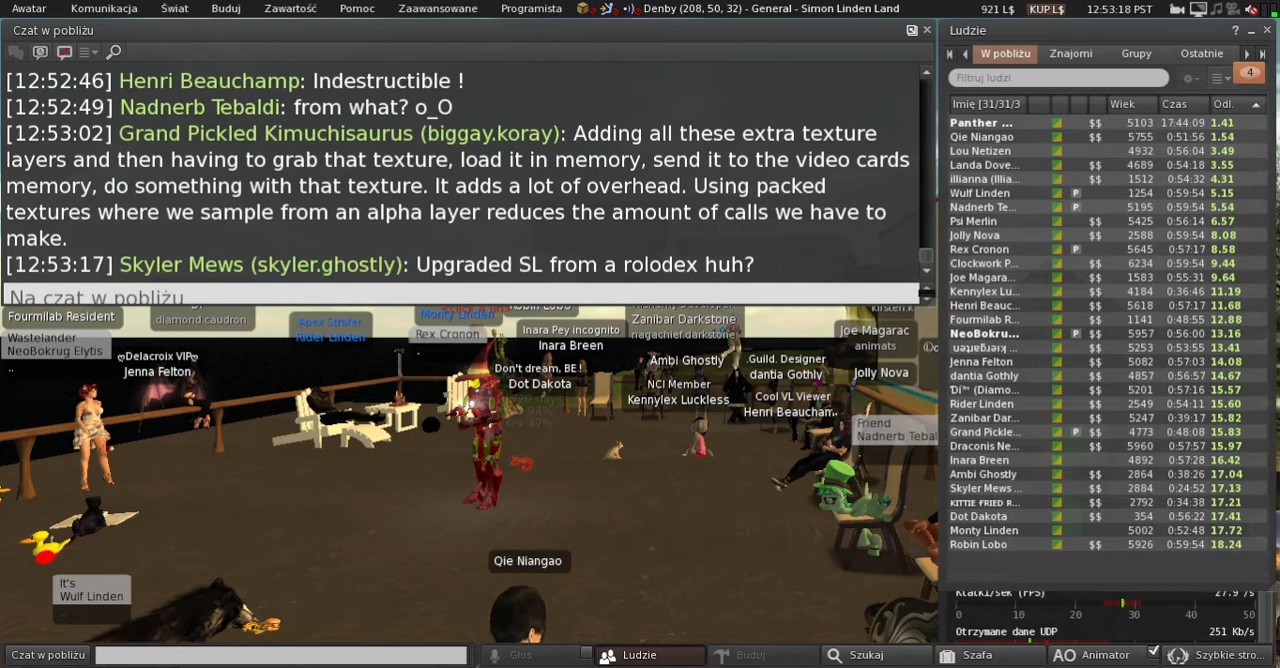 Awatar Komunikacja Świat Buduj Zawartość Pomoc Zaawansowane Programista Denby (208, 50, 32) - General - Simon Linden Land 921 L$ KUP L$ 12:53:18 PST
Czat w pobliżu
[12:52:46] Henri Beauchamp: Indestructible !
[12:52:49] Nadnerb Tebaldi: from what? o_O
[12:53:02] Grand Pickled Kimuchisaurus (biggay.koray): Adding all these extra texture
layers and then having to grab that texture, load it in memory, send it to the video cards
memory, do something with that texture. It adds a lot of overhead. Using packed
textures where we sample from an alpha layer reduces the amount of calls we have to
make.
[12:53:17] Skyler Mews (skyler.ghostly): Upgraded SL from a rolodex huh?
Na czat w pobliżu
Fourmilab Resident
diamond.caudron
Wastelander
NeoBokrug Elytis
Apex Strafer
Rider Linden
Monty Linden
Rex Cronon
Robin Lobo
Inara Pey incognito
Inara Breen
Zanibar Darkstone
nagachief.darkstone
Joe Magarac
animats
Delacroix VIP
Jenna Felton
Don't dream, BE !
Dot Dakota
Ambi Ghostly
NCI Member
Kennylex Luckless
.Guild. Designer
dantia Gothly
Jolly Nova
Cool VL Viewer
Henri Beaucham..
Friend
Nadnerb Tebal
Qie Niangao
It's
Wulf Linden
Ludzie
W pobliżu Znajomi Grupy Ostatnie
Filtruj ludzi
4
Imię [31/31/3 Wiek Czas Odl.
Panther ... $$ 5103 17:44:09 1.41
Qie Niangao $$ 5755 0:51:56 1.54
Lou Netizen 4932 0:56:04 3.49
Landa Dove... $$ 4689 0:54:18 3.55
illianna (Illia... $$ 1512 0:54:32 4.31
Wulf Linden P 1254 0:59:54 5.15
Nadnerb Te... P 5195 0:59:54 5.54
Psi Merlin $$ 5425 0:56:14 6.57
Jolly Nova $$ 2588 0:59:54 8.08
Rex Cronon P 5645 0:57:17 8.58
Clockwork P... $$ 6234 0:59:54 9.44
Joe Magara... $$ 1583 0:55:31 9.64
Kennylex Lu... $$ 4184 0:36:46 11.19
Henri Beauc... $$ 5618 0:57:17 11.68
Fourmilab R... $$ 1141 0:48:55 12.88
NeoBokru... P $$ 5957 0:56:00 13.16
$$ 5253 0:53:55 13.41
Jenna Felton $$ 5082 0:57:03 14.08
dantia Gothly $$ 4857 0:56:57 14.67
(Diamo... $$ 5201 0:57:16 15.57
Rider Linden $$ 2549 0:54:11 15.60
Zanibar Dar... $$ 5247 0:39:17 15.82
Grand Pickle... P $$ 4773 0:48:08 15.83
Draconis Ne... $$ 5960 0:57:57 15.97
Inara Breen 4892 0:57:28 16.42
Ambi Ghostly $$ 2864 0:38:26 17.04
Skyler Mews ... $$ 2884 0:24:52 17.13
ᴋɪᴛᴛɪᴇ ғʀɪᴇᴅ ʀ... $$ 2792 0:34:38 17.21
Dot Dakota $$ 354 0:56:22 17.41
Monty Linden 5002 0:52:48 17.72
Robin Lobo $$ 5926 0:59:54 18.24
Klatki/sek (FPS) 27.9 /s
0 10 20 30 40 50
Otrzymane dane UDP 251 Kb/s
Czat w pobliżu Głos Ludzie Buduj Szukaj Szafa AO Animator Szybkie stro...